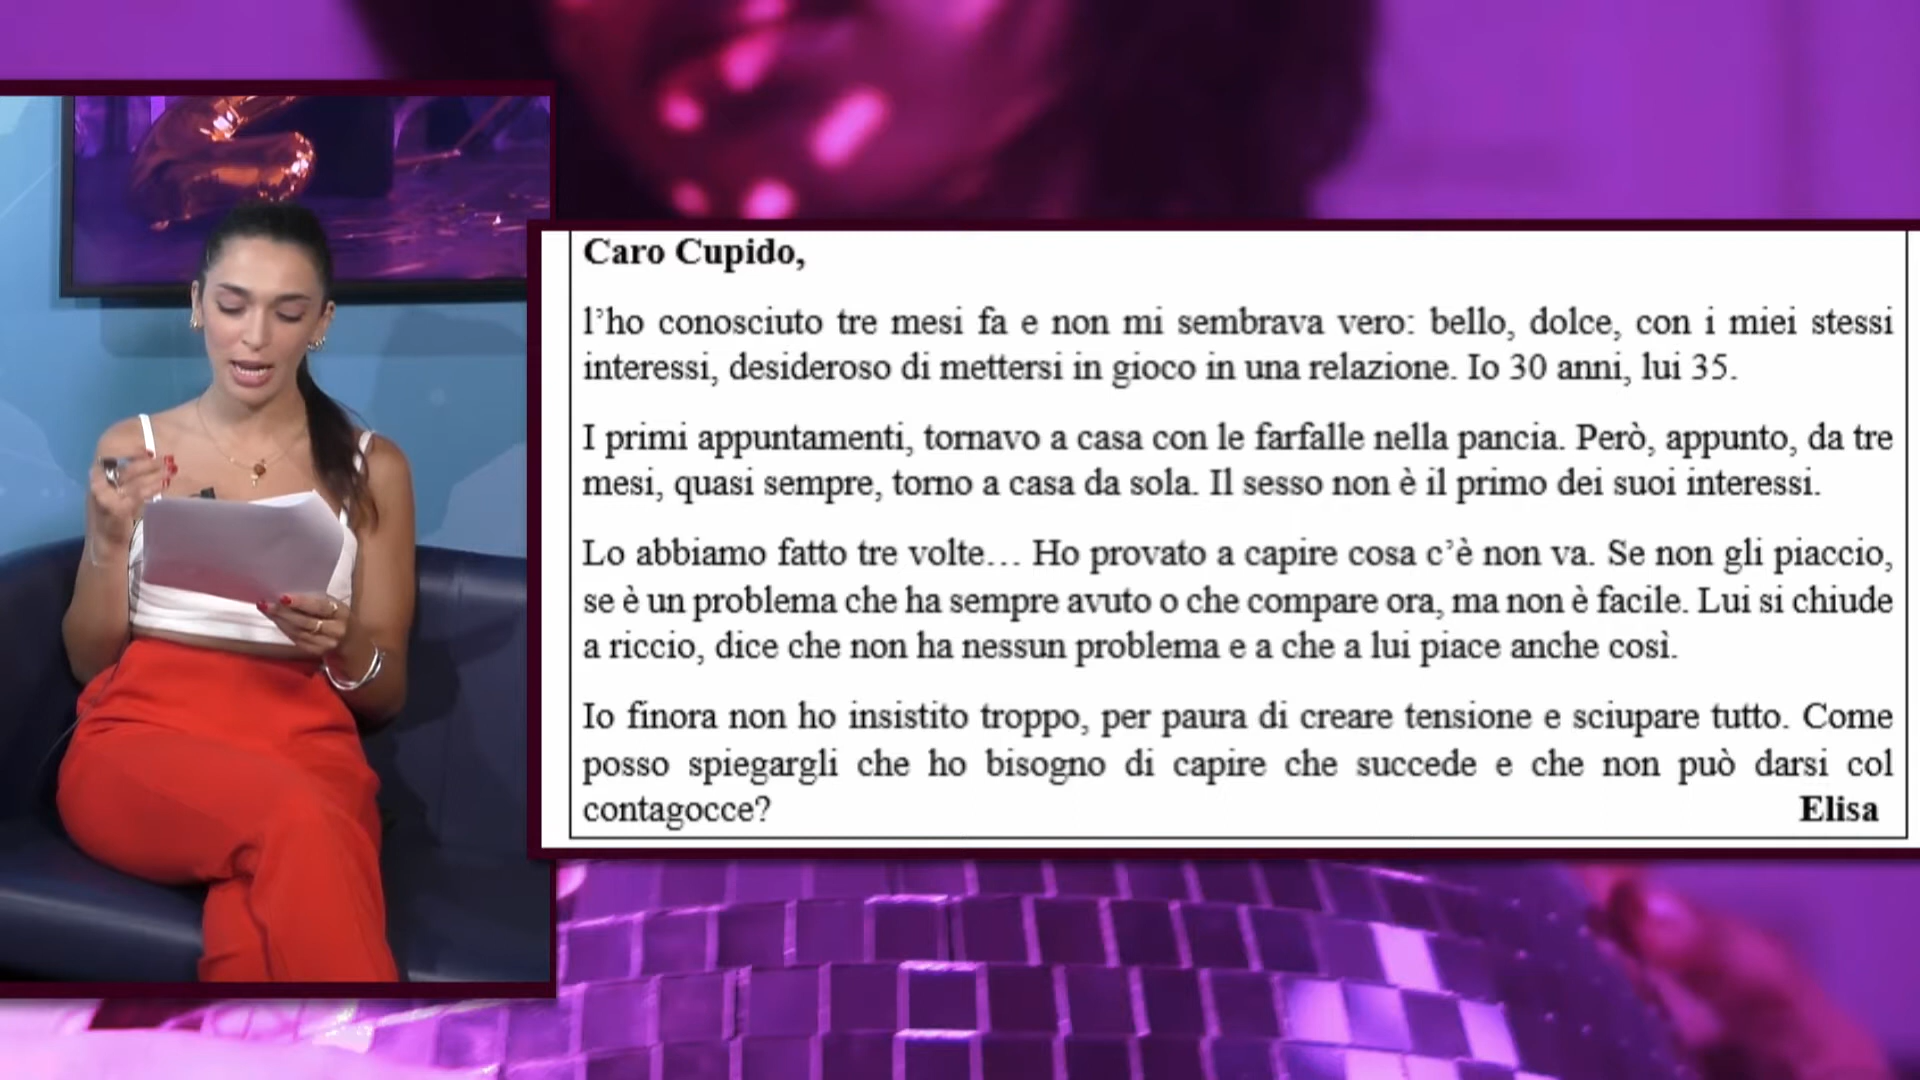 Caro Cupido,
l’ho conosciuto tre mesi fa e non mi sembrava vero: bello, dolce, con i miei stessi
interessi, desideroso di mettersi in gioco in una relazione. Io 30 anni, lui 35.
I primi appuntamenti, tornavo a casa con le farfalle nella pancia. Però, appunto, da tre
mesi, quasi sempre, torno a casa da sola. Il sesso non è il primo dei suoi interessi.
Lo abbiamo fatto tre volte… Ho provato a capire cosa c’è non va. Se non gli piaccio,
se è un problema che ha sempre avuto o che compare ora, ma non è facile. Lui si chiude
a riccio, dice che non ha nessun problema e a che a lui piace anche così.
Io finora non ho insistito troppo, per paura di creare tensione e sciupare tutto. Come
posso spiegargli che ho bisogno di capire che succede e che non può darsi col
contagocce? Elisa